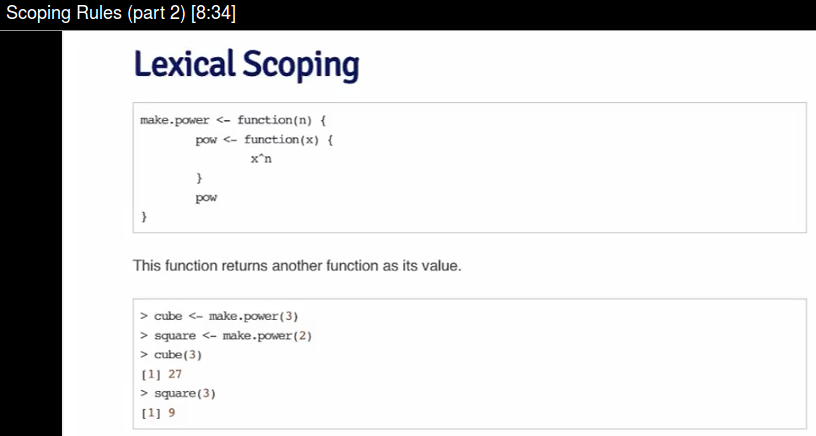 Scoping Rules (part 2) [8:34]
Lexical Scoping
make.power <- function(n) {
        pow <- function(x) {
                x^n
        }
        pow
}
This function returns another function as its value.
> cube <- make.power(3)
> square <- make.power(2)
> cube(3)
[1] 27
> square(3)
[1] 9